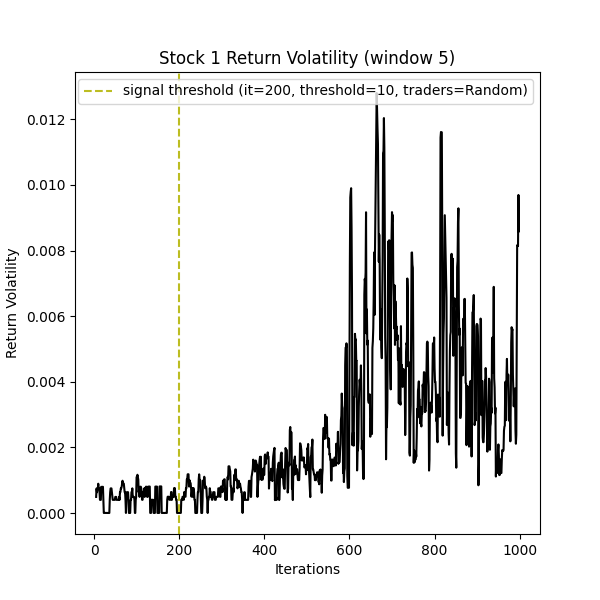 Stock 1 Return Volatility (window 5)
signal threshold (it=200, threshold=10, traders=Random)
Return Volatility
0.012
0.010
0.008
0.006
0.004
0.002
0.000
0 200 400 600 800 1000
Iterations